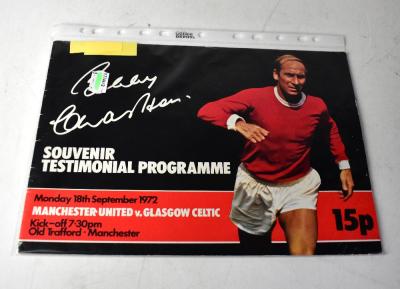 Bobby
Charlton
SOUVENIR
TESTIMONIAL PROGRAMME
Monday 18th September 1972
MANCHESTER UNITED v. GLASGOW CELTIC
Kick-off 7·30pm
Old Trafford · Manchester
15p